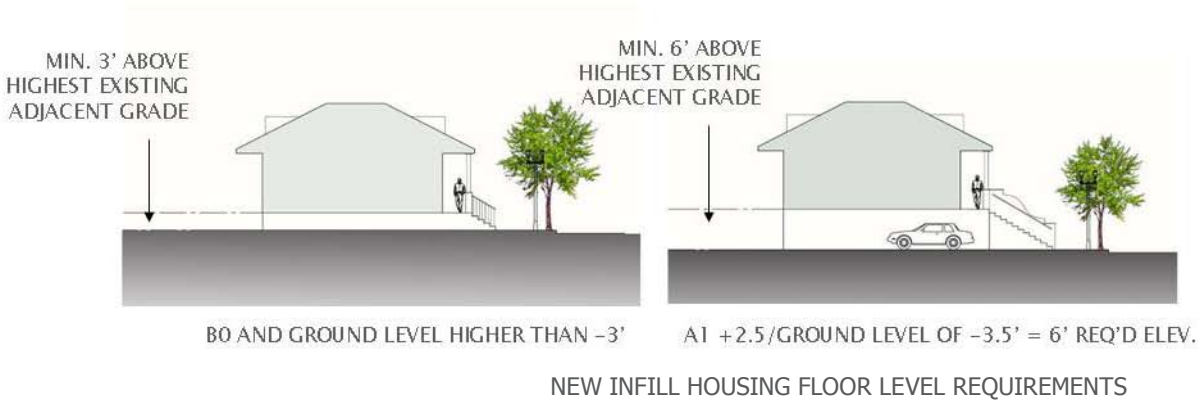 MIN. 3’ ABOVE
HIGHEST EXISTING
ADJACENT GRADE
MIN. 6’ ABOVE
HIGHEST EXISTING
ADJACENT GRADE
B0 AND GROUND LEVEL HIGHER THAN -3’
A1 +2.5/GROUND LEVEL OF -3.5’ = 6’ REQ’D ELEV.
NEW INFILL HOUSING FLOOR LEVEL REQUIREMENTS